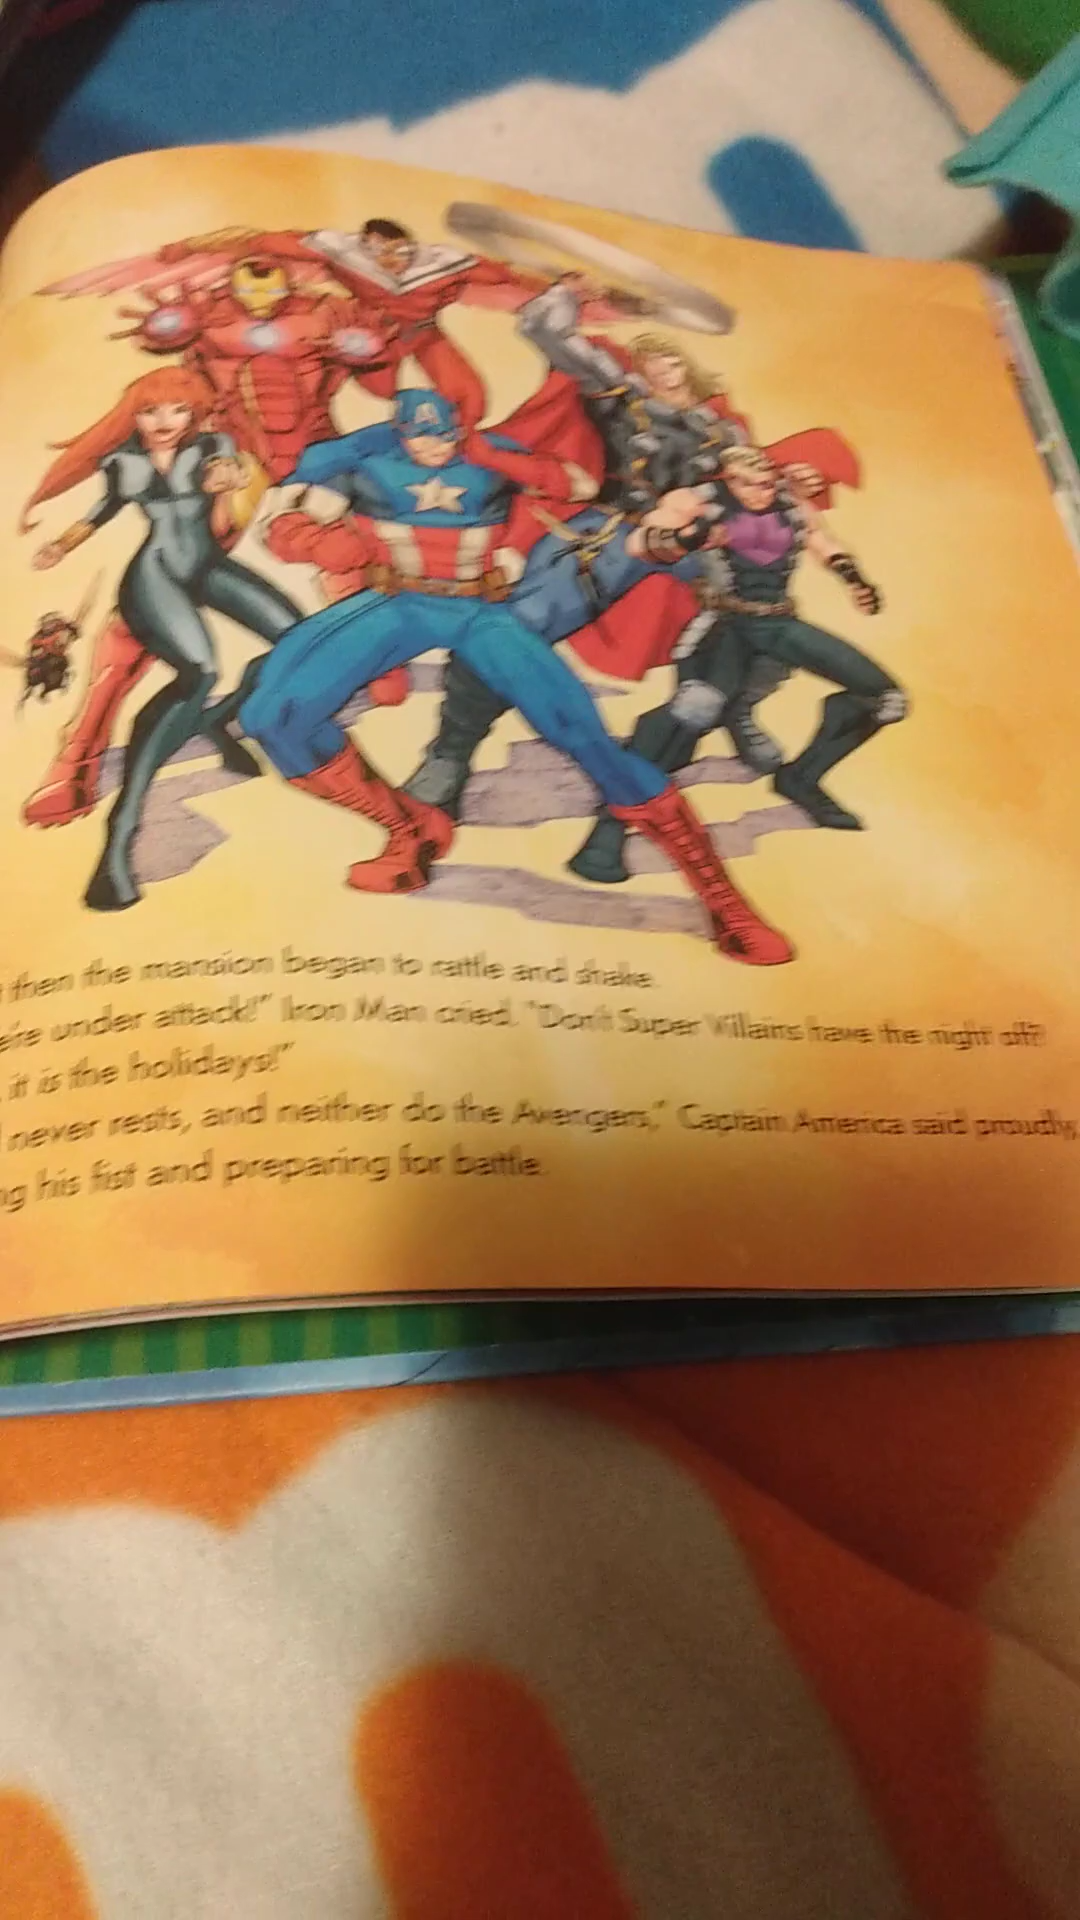 then the mansion began to rattle and shake.
under attack!" Iron Man cried. "Don't Super Villains have the night off?
it is the holidays!"
never rests, and neither do the Avengers," Captain America said proudly,
his fist and preparing for battle.